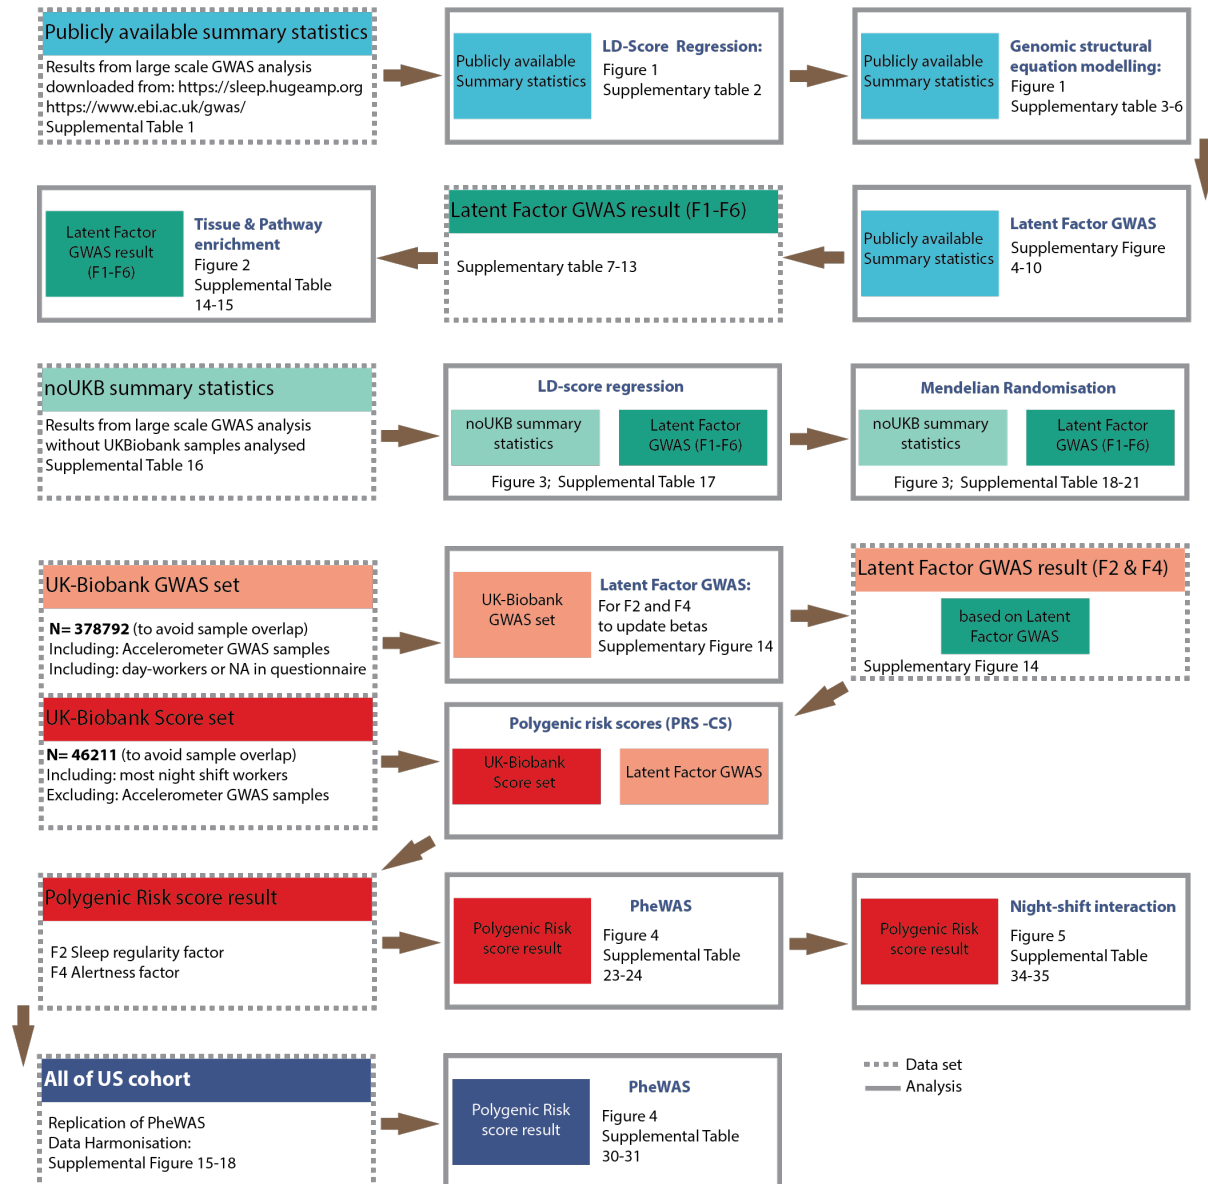 Publicly available summary statistics
Results from large scale GWAS analysis
downloaded from: https://sleep.hugeamp.org
https://www.ebi.ac.uk/gwas/
Supplemental Table 1
Publicly available
Summary statistics
LD-Score Regression:
Figure 1
Supplementary table 2
Publicly available
Summary statistics
Genomic structural
equation modelling:
Figure 1
Supplementary table 3-6
Latent Factor
GWAS result
(F1-F6)
Tissue & Pathway
enrichment
Figure 2
Supplemental Table
14-15
Latent Factor GWAS result (F1-F6)
Supplementary table 7-13
Publicly available
Summary statistics
Latent Factor GWAS
Supplementary Figure
4-10
noUKB summary statistics
Results from large scale GWAS analysis
without UKBiobank samples analysed
Supplemental Table 16
LD-score regression
noUKB summary
statistics
Latent Factor
GWAS (F1-F6)
Figure 3; Supplemental Table 17
Mendelian Randomisation
noUKB summary
statistics
Latent Factor
GWAS (F1-F6)
Figure 3; Supplemental Table 18-21
UK-Biobank GWAS set
N= 378792 (to avoid sample overlap)
Including: Accelerometer GWAS samples
Including: day-workers or NA in questionnaire
UK-Biobank
GWAS set
Latent Factor GWAS:
For F2 and F4
to update betas
Supplementary Figure 14
Latent Factor GWAS result (F2 & F4)
based on Latent
Factor GWAS
Supplementary Figure 14
UK-Biobank Score set
N= 46211 (to avoid sample overlap)
Including: most night shift workers
Excluding: Accelerometer GWAS samples
Polygenic risk scores (PRS -CS)
UK-Biobank
Score set
Latent Factor GWAS
Polygenic Risk score result
F2 Sleep regularity factor
F4 Alertness factor
Polygenic Risk
score result
PheWAS
Figure 4
Supplemental Table
23-24
Polygenic Risk
score result
Night-shift interaction
Figure 5
Supplemental Table
34-35
All of US cohort
Replication of PheWAS
Data Harmonisation:
Supplemental Figure 15-18
Polygenic Risk
score result
PheWAS
Figure 4
Supplemental Table
30-31
Data set
Analysis